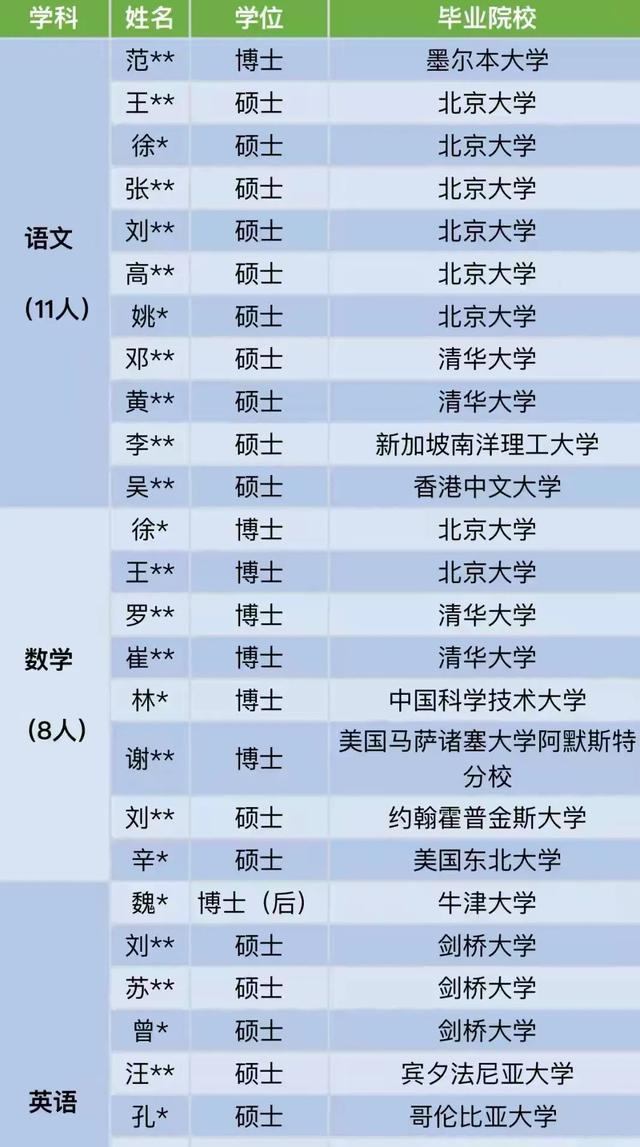 学科 姓名 学位 毕业院校
语文
(11人)
范** 博士 墨尔本大学
王** 硕士 北京大学
徐* 硕士 北京大学
张** 硕士 北京大学
刘** 硕士 北京大学
高** 硕士 北京大学
姚* 硕士 北京大学
邓** 硕士 清华大学
黄** 硕士 清华大学
李** 硕士 新加坡南洋理工大学
吴** 硕士 香港中文大学
数学
(8人)
徐* 博士 北京大学
王** 博士 北京大学
罗** 博士 清华大学
崔** 博士 清华大学
林* 博士 中国科学技术大学
谢** 博士 美国马萨诸塞大学阿默斯特
分校
刘** 硕士 约翰霍普金斯大学
辛* 硕士 美国东北大学
英语
魏* 博士（后） 牛津大学
刘** 硕士 剑桥大学
苏** 硕士 剑桥大学
曾* 硕士 剑桥大学
汪** 硕士 宾夕法尼亚大学
孔* 硕士 哥伦比亚大学